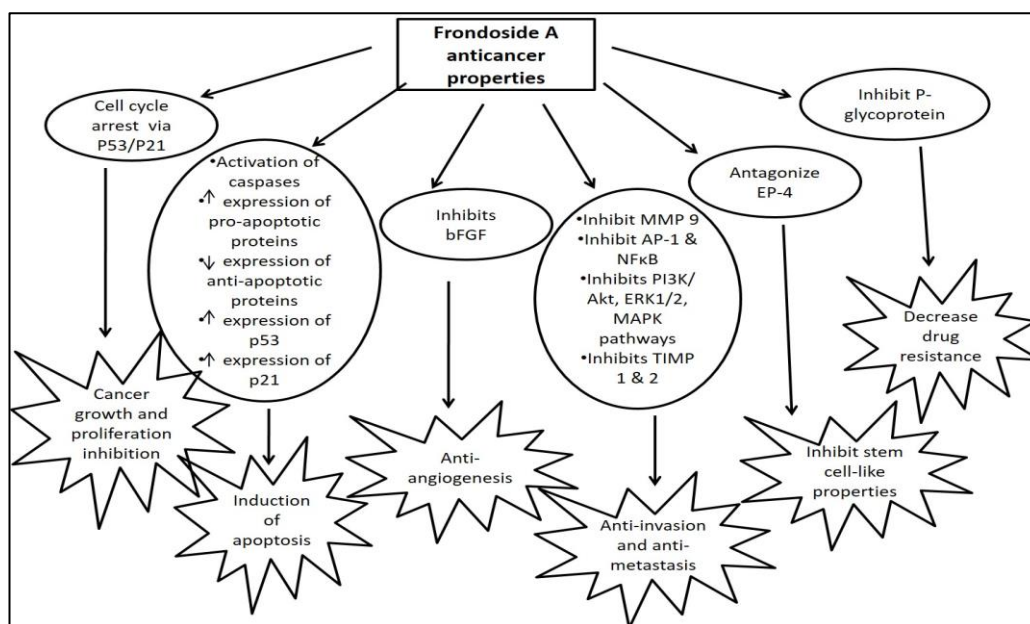 Frondoside A
anticancer
properties
Cell cycle
arrest via
P53/P21
•Activation of
caspases
•↑ expression of
pro-apoptotic
proteins
•↓ expression of
anti-apoptotic
proteins
•↑ expression of
p53
•↑ expression of
p21
Inhibits
bFGF
•Inhibit MMP 9
•Inhibit AP-1 &
NFκB
•Inhibits PI3K/
Akt, ERK1/2,
MAPK
pathways
•Inhibits TIMP
1 & 2
Antagonize
EP-4
Inhibit P-
glycoprotein
Cancer
growth and
proliferation
inhibition
Induction
of
apoptosis
Anti-
angiogenesis
Anti-invasion
and anti-
metastasis
Inhibit stem
cell-like
properties
Decrease
drug
resistance